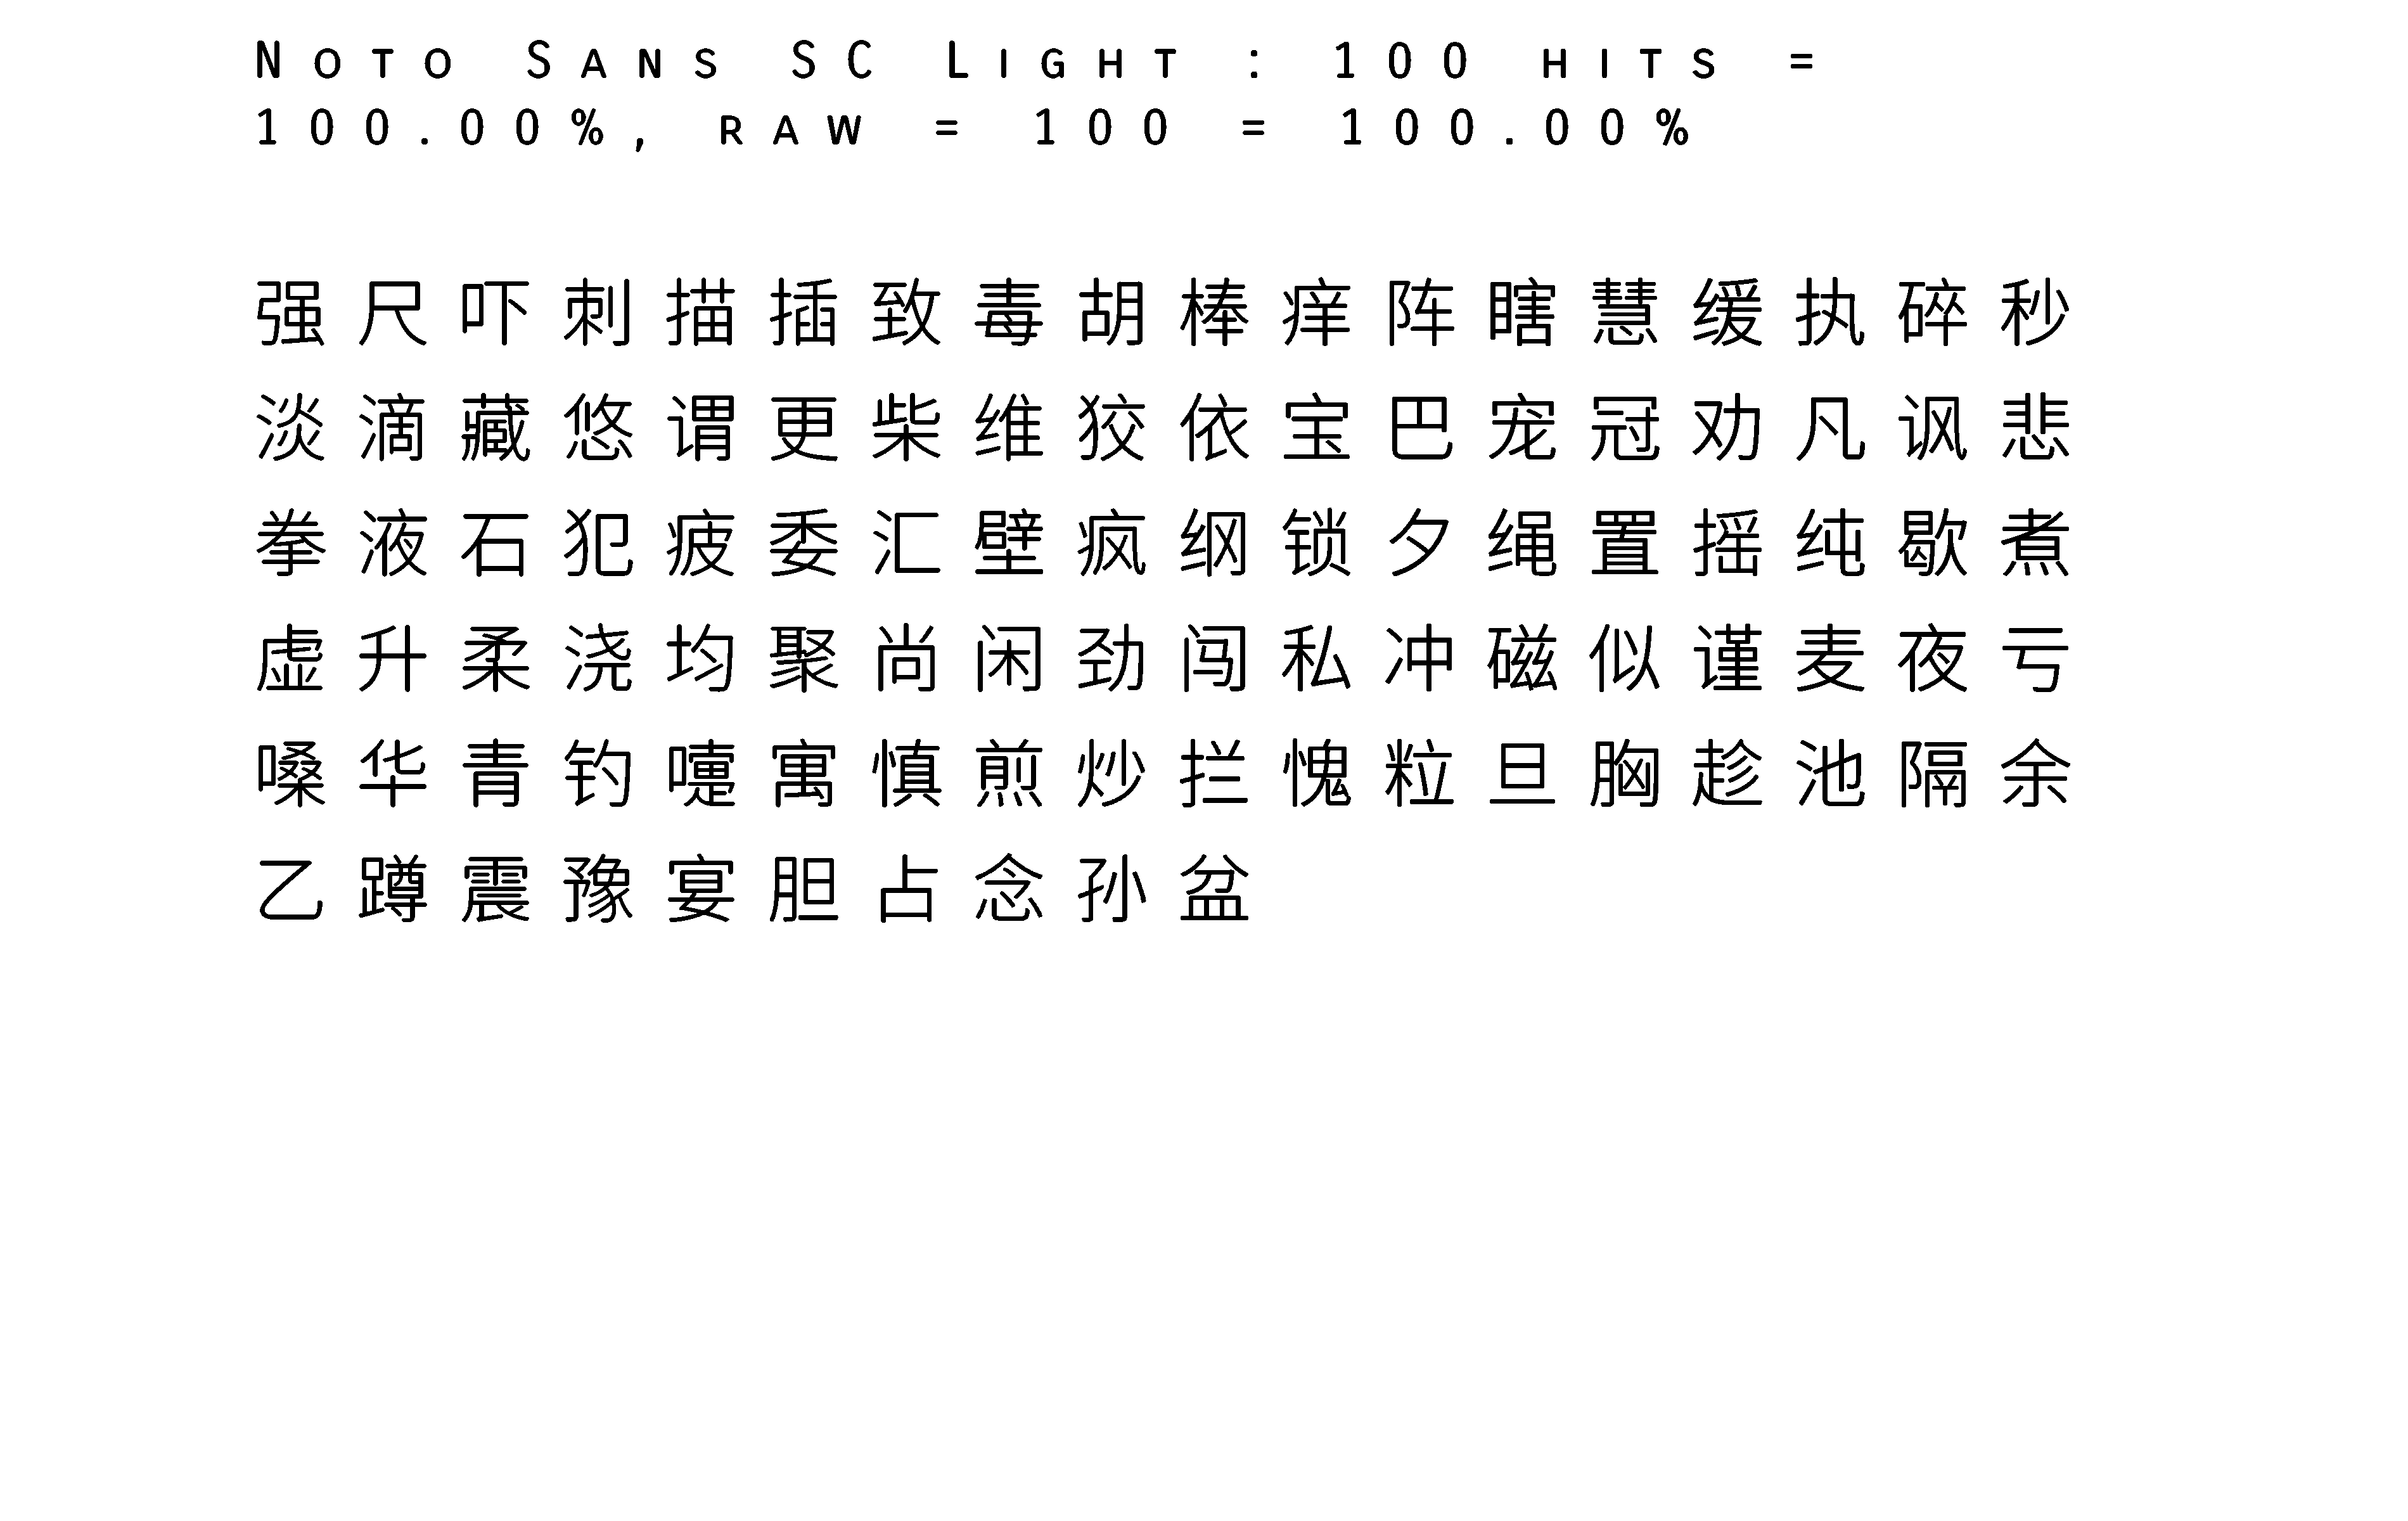 Noto Sans SC Light : 100 hits =
100.00%, raw = 100 = 100.00%
强尺吓刺描插致毒胡棒痒阵瞎慧缓执碎秒
淡滴藏悠谓更柴维狡依宝巴宠冠劝凡讽悲
拳液石犯疲委汇壁疯纲锁夕绳置摇纯歇煮
虚升柔浇均聚尚闲劲闯私冲磁似谨麦夜亏
嗓华青钓嚏寓慎煎炒拦愧粒旦胸趁池隔余
乙蹲震豫宴胆占念孙盆